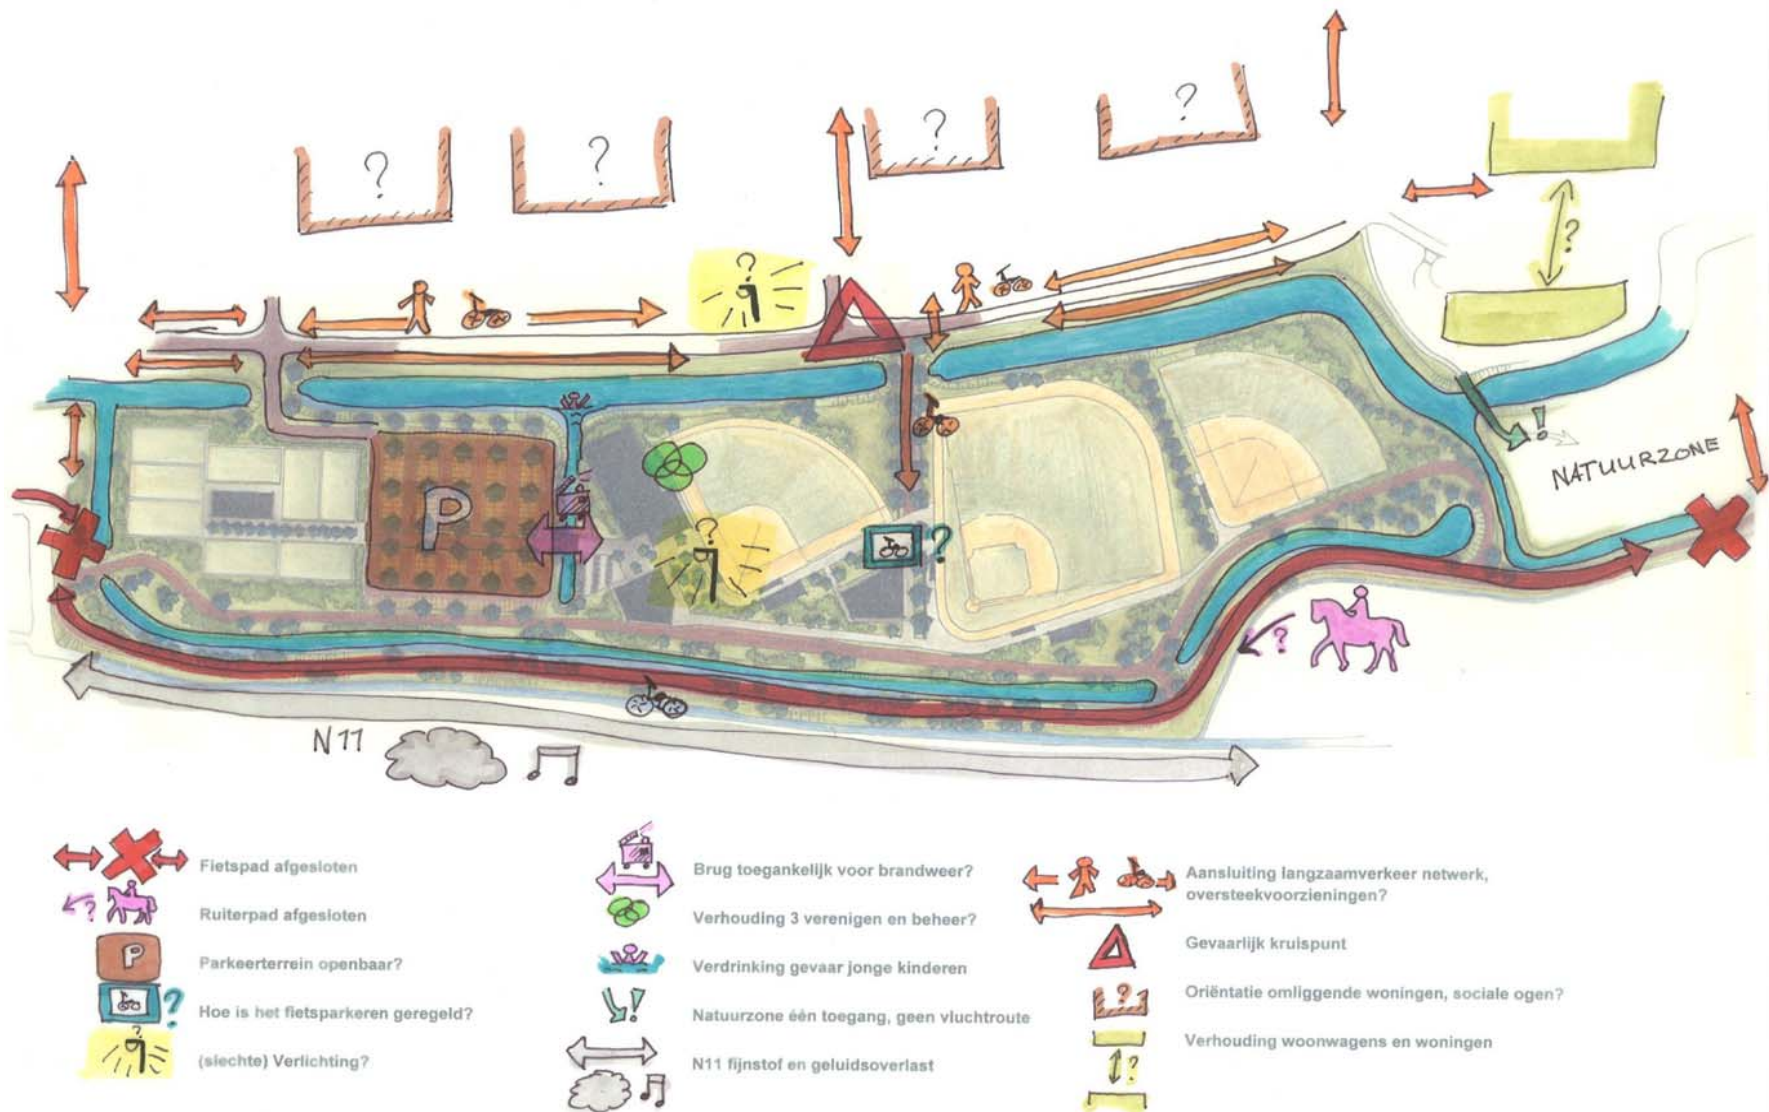 ? ? ? ?
?
?
?
P
?
?
!
NATUURZONE
?
N11
Fietspad afgesloten
? Ruiterpad afgesloten
P Parkeerterrein openbaar?
? Hoe is het fietsparkeren geregeld?
? (slechte) Verlichting?
Brug toegankelijk voor brandweer?
Verhouding 3 verenigen en beheer?
Verdrinking gevaar jonge kinderen
! Natuurzone één toegang, geen vluchtroute
N11 fijnstof en geluidsoverlast
Aansluiting langzaamverkeer netwerk,
oversteekvoorzieningen?
Gevaarlijk kruispunt
? Oriëntatie omliggende woningen, sociale ogen?
Verhouding woonwagens en woningen
?